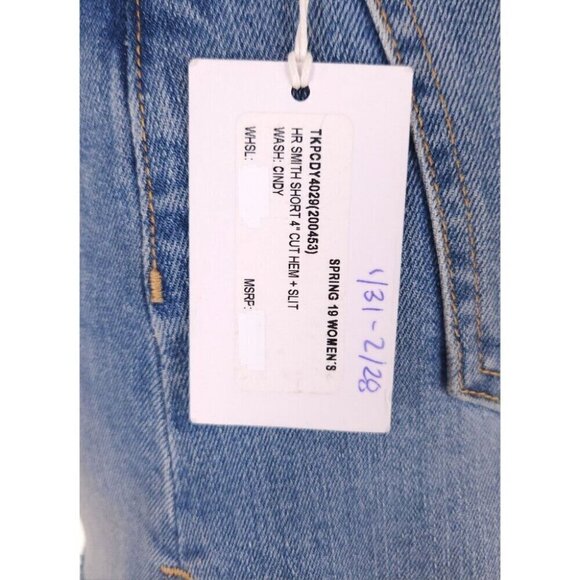 SPRING 19 WOMEN'S
TKPCDY4029(200453)
HR SMITH SHORT 4" CUT HEM + SLIT
WASH: CINDY
WHSL: MSRP:
1/31-2/28